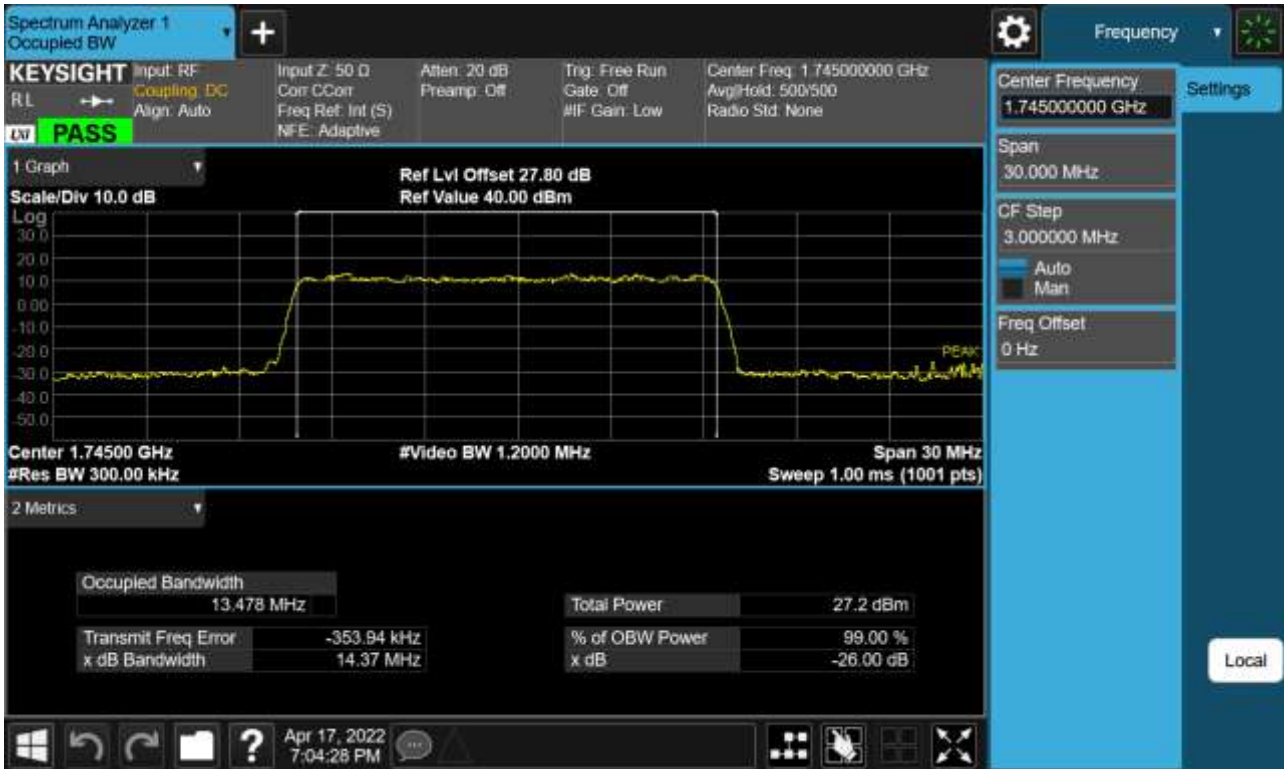 Spectrum Analyzer 1
Occupied BW
Frequency
KEYSIGHT
RL
LXI
PASS
Input: RF
Coupling: DC
Align: Auto
Input Z: 50 Ω
Corr CCorr
Freq Ref: Int (S)
NFE: Adaptive
Atten: 20 dB
Preamp: Off
Trig: Free Run
Gate: Off
#IF Gain: Low
Center Freq: 1.745000000 GHz
Avg|Hold: 500/500
Radio Std: None
1 Graph
Scale/Div 10.0 dB
Ref Lvl Offset 27.80 dB
Ref Value 40.00 dBm
Log
30.0
20.0
10.0
0.00
-10.0
-20.0
-30.0
-40.0
-50.0
PEAK
Center 1.74500 GHz
#Res BW 300.00 kHz
#Video BW 1.2000 MHz
Span 30 MHz
Sweep 1.00 ms (1001 pts)
2 Metrics
Occupied Bandwidth
13.478 MHz
Transmit Freq Error -353.94 kHz
x dB Bandwidth 14.37 MHz
Total Power 27.2 dBm
% of OBW Power 99.00 %
x dB -26.00 dB
Center Frequency
1.745000000 GHz
Span
30.000 MHz
CF Step
3.000000 MHz
Auto
Man
Freq Offset
0 Hz
Settings
Local
?
Apr 17, 2022
7:04:28 PM